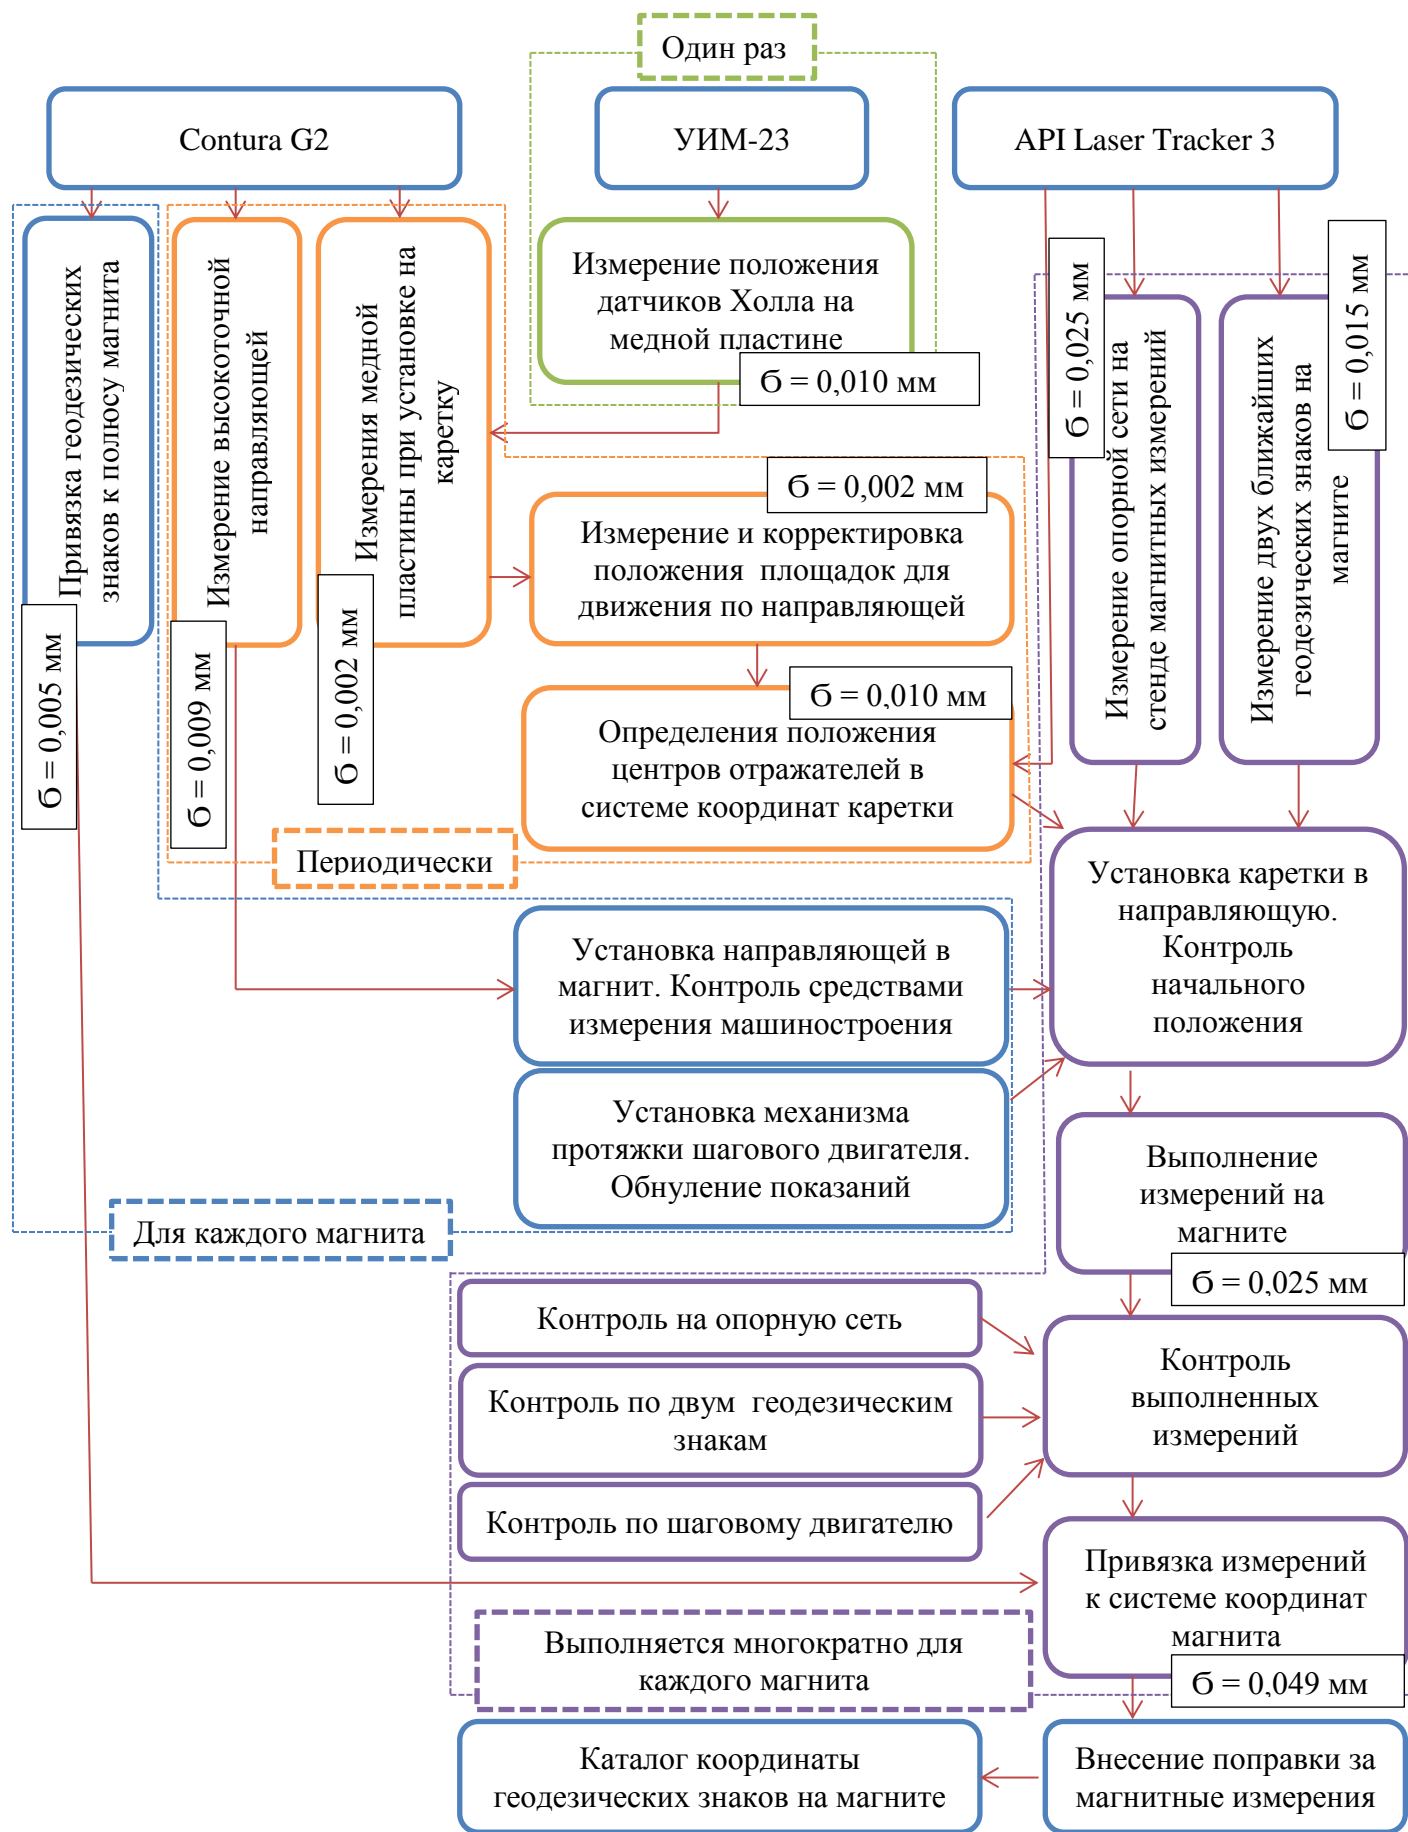 Один раз
Contura G2
УИМ-23
API Laser Tracker 3
Привязка геодезических
знаков к полюсу магнита
б = 0,005 мм
Измерение высокоточной
направляющей
б = 0,009 мм
Измерения медной
пластины при установке на
каретку
б = 0,002 мм
Измерение положения
датчиков Холла на
медной пластине
б = 0,010 мм
б = 0,025 мм
Измерение опорной сети на
стенде магнитных измерений
б = 0,015 мм
Измерение двух ближайших
геодезических знаков на
магните
б = 0,002 мм
Измерение и корректировка
положения площадок для
движения по направляющей
б = 0,010 мм
Определения положения
центров отражателей в
системе координат каретки
Периодически
Установка каретки в
направляющую.
Контроль
начального
положения
Установка направляющей в
магнит. Контроль средствами
измерения машиностроения
Установка механизма
протяжки шагового двигателя.
Обнуление показаний
Для каждого магнита
Выполнение
измерений на
магните
б = 0,025 мм
Контроль на опорную сеть
Контроль по двум геодезическим
знакам
Контроль по шаговому двигателю
Контроль
выполненных
измерений
Привязка измерений
к системе координат
магнита
б = 0,049 мм
Выполняется многократно для
каждого магнита
Каталог координаты
геодезических знаков на магните
Внесение поправки за
магнитные измерения